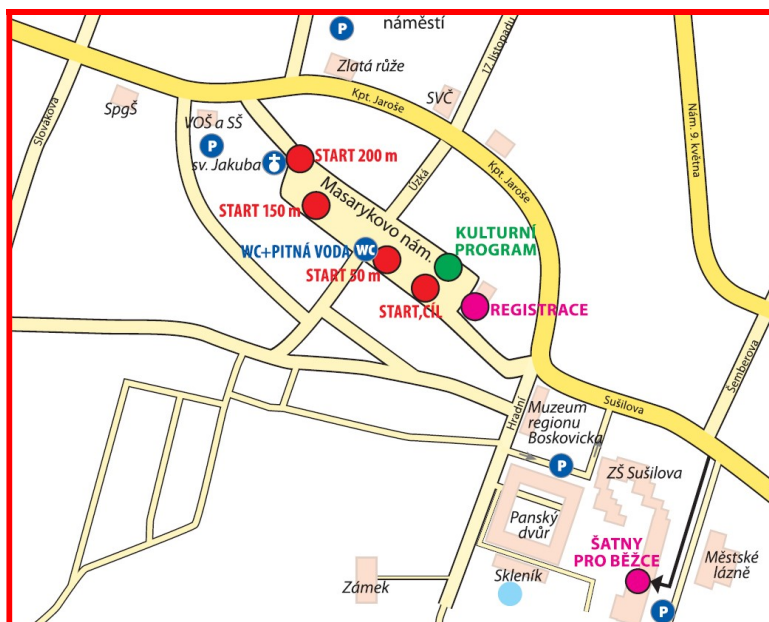 náměstí
P
Zlatá růže
17.listopadu
Slovákova
SpgŠ
Kpt. Jaroše
SVČ
Nám. 9. května
VOŠ a SŠ
P
sv. Jakuba
START 200 m
Kpt. Jaroše
Úzká
Masarykovo nám.
START 150 m
KULTURNÍ
PROGRAM
WC+PITNÁ VODA
WC
START 50 m
START,CÍL
REGISTRACE
Šemberova
Sušilova
Hradní
Muzeum
regionu
Boskovicka
P
ZŠ Sušilova
Panský
dvůr
ŠATNY
PRO BĚŽCE
Městské
lázně
Skleník
Zámek
P